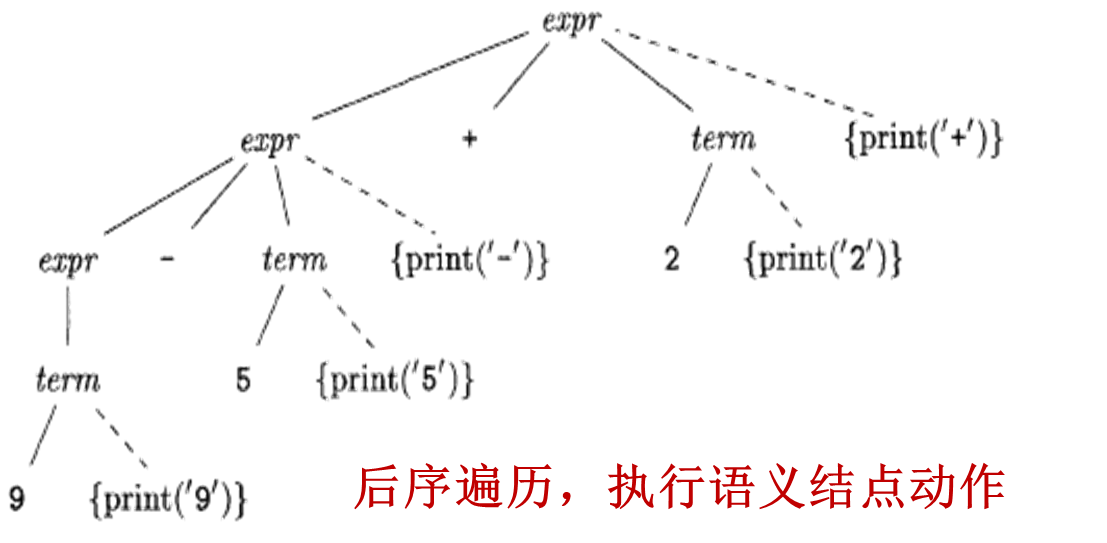 expr
expr + term {print('+')}
expr - term {print('-')} 2 {print('2')}
term 5 {print('5')}
9 {print('9')} 后序遍历，执行语义结点动作